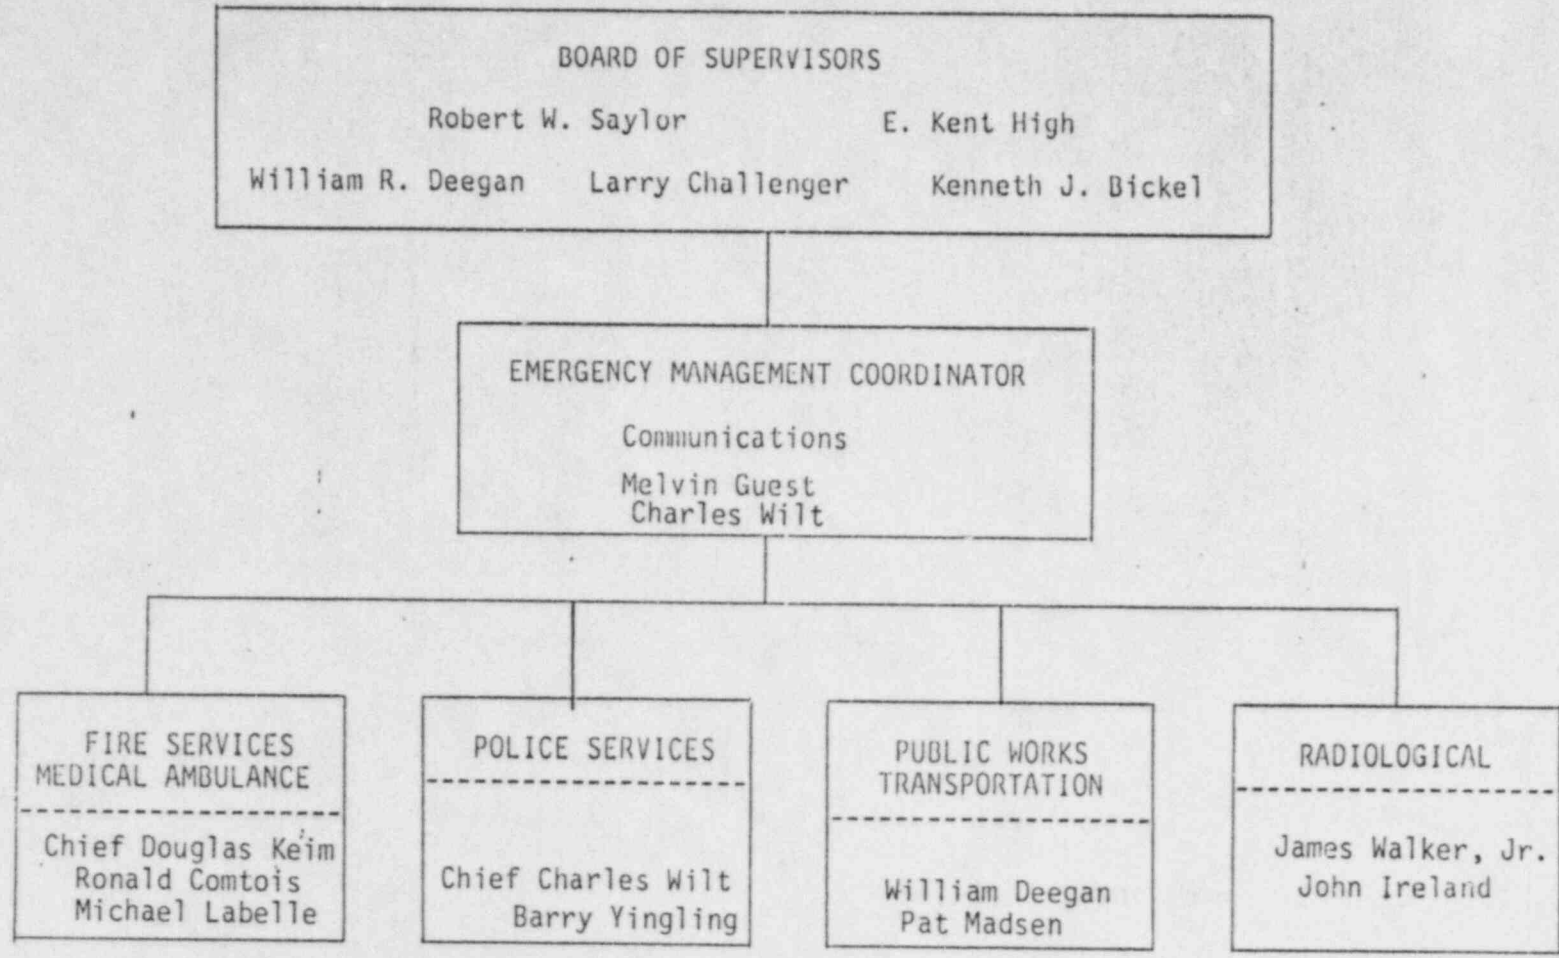 BOARD OF SUPERVISORS
Robert W. Saylor E. Kent High
William R. Deegan Larry Challenger Kenneth J. Bickel
EMERGENCY MANAGEMENT COORDINATOR
Communications
Melvin Guest
Charles Wilt
FIRE SERVICES
MEDICAL AMBULANCE
Chief Douglas Keim
Ronald Comtois
Michael Labelle
POLICE SERVICES
Chief Charles Wilt
Barry Yingling
PUBLIC WORKS
TRANSPORTATION
William Deegan
Pat Madsen
RADIOLOGICAL
James Walker, Jr.
John Ireland